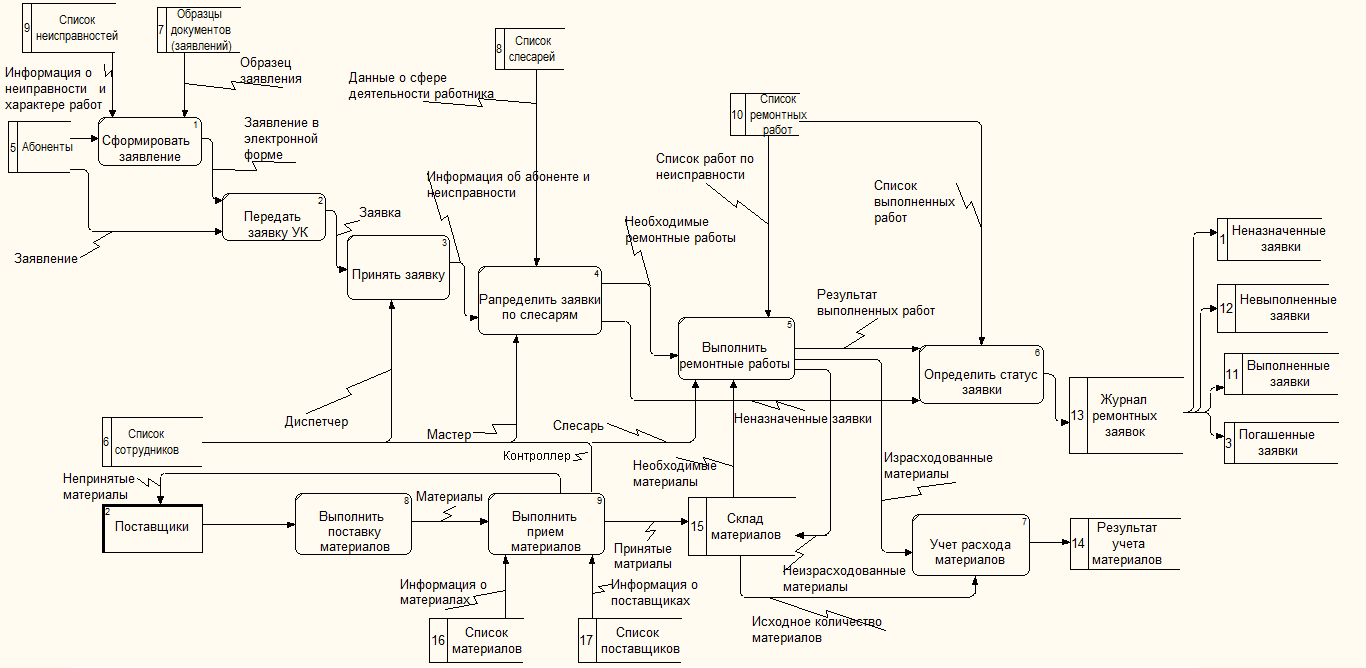 9
Список
неисправностей
7
Образцы
документов
(заявлений)
Информация о
неиправности и
характере работ
Образец
заявления
8
Список
слесарей
Данные о сфере
деятельности работника
10
Список
ремонтных
работ
5
Абоненты
1
Сформировать
заявление
Заявление в
электронной
форме
Список работ по
неисправности
Список
выполненных
работ
Информация об абоненте и
неисправности
2
Передать
заявку УК
Заявка
Заявление
3
Принять заявку
Необходимые
ремонтные работы
4
Рапределить заявки
по слесарям
Результат
выполненных работ
5
Выполнить
ремонтные работы
6
Определить статус
заявки
1
Неназначенные
заявки
12
Невыполненные
заявки
11
Выполненные
заявки
3
Погашенные
заявки
13
Журнал
ремонтных
заявок
Диспетчер
Мастер
Слесарь
Неназначенные заявки
6
Список
сотрудников
Контроллер
Необходимые
материалы
Израсходованные
материалы
Непринятые
материалы
2
Поставщики
8
Выполнить
поставку
материалов
Материалы
9
Выполнить
прием
материалов
Принятые
матриалы
15
Склад
материалов
7
Учет расхода
материалов
14
Результат
учета
материалов
Неизрасходованные
материалы
Информация о
материалах
Информация о
поставщиках
Исходное количество
материалов
16
Список
материалов
17
Список
поставщиков